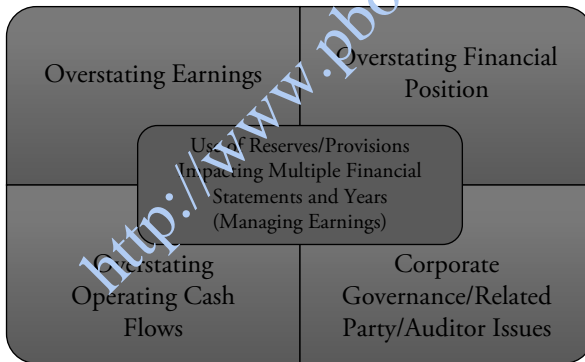 Overstating Earnings
Overstating Financial
Position
Use of Reserves/Provisions
Impacting Multiple Financial
Statements and Years
(Managing Earnings)
Overstating
Operating Cash
Flows
Corporate
Governance/Related
Party/Auditor Issues
http://www.pbo